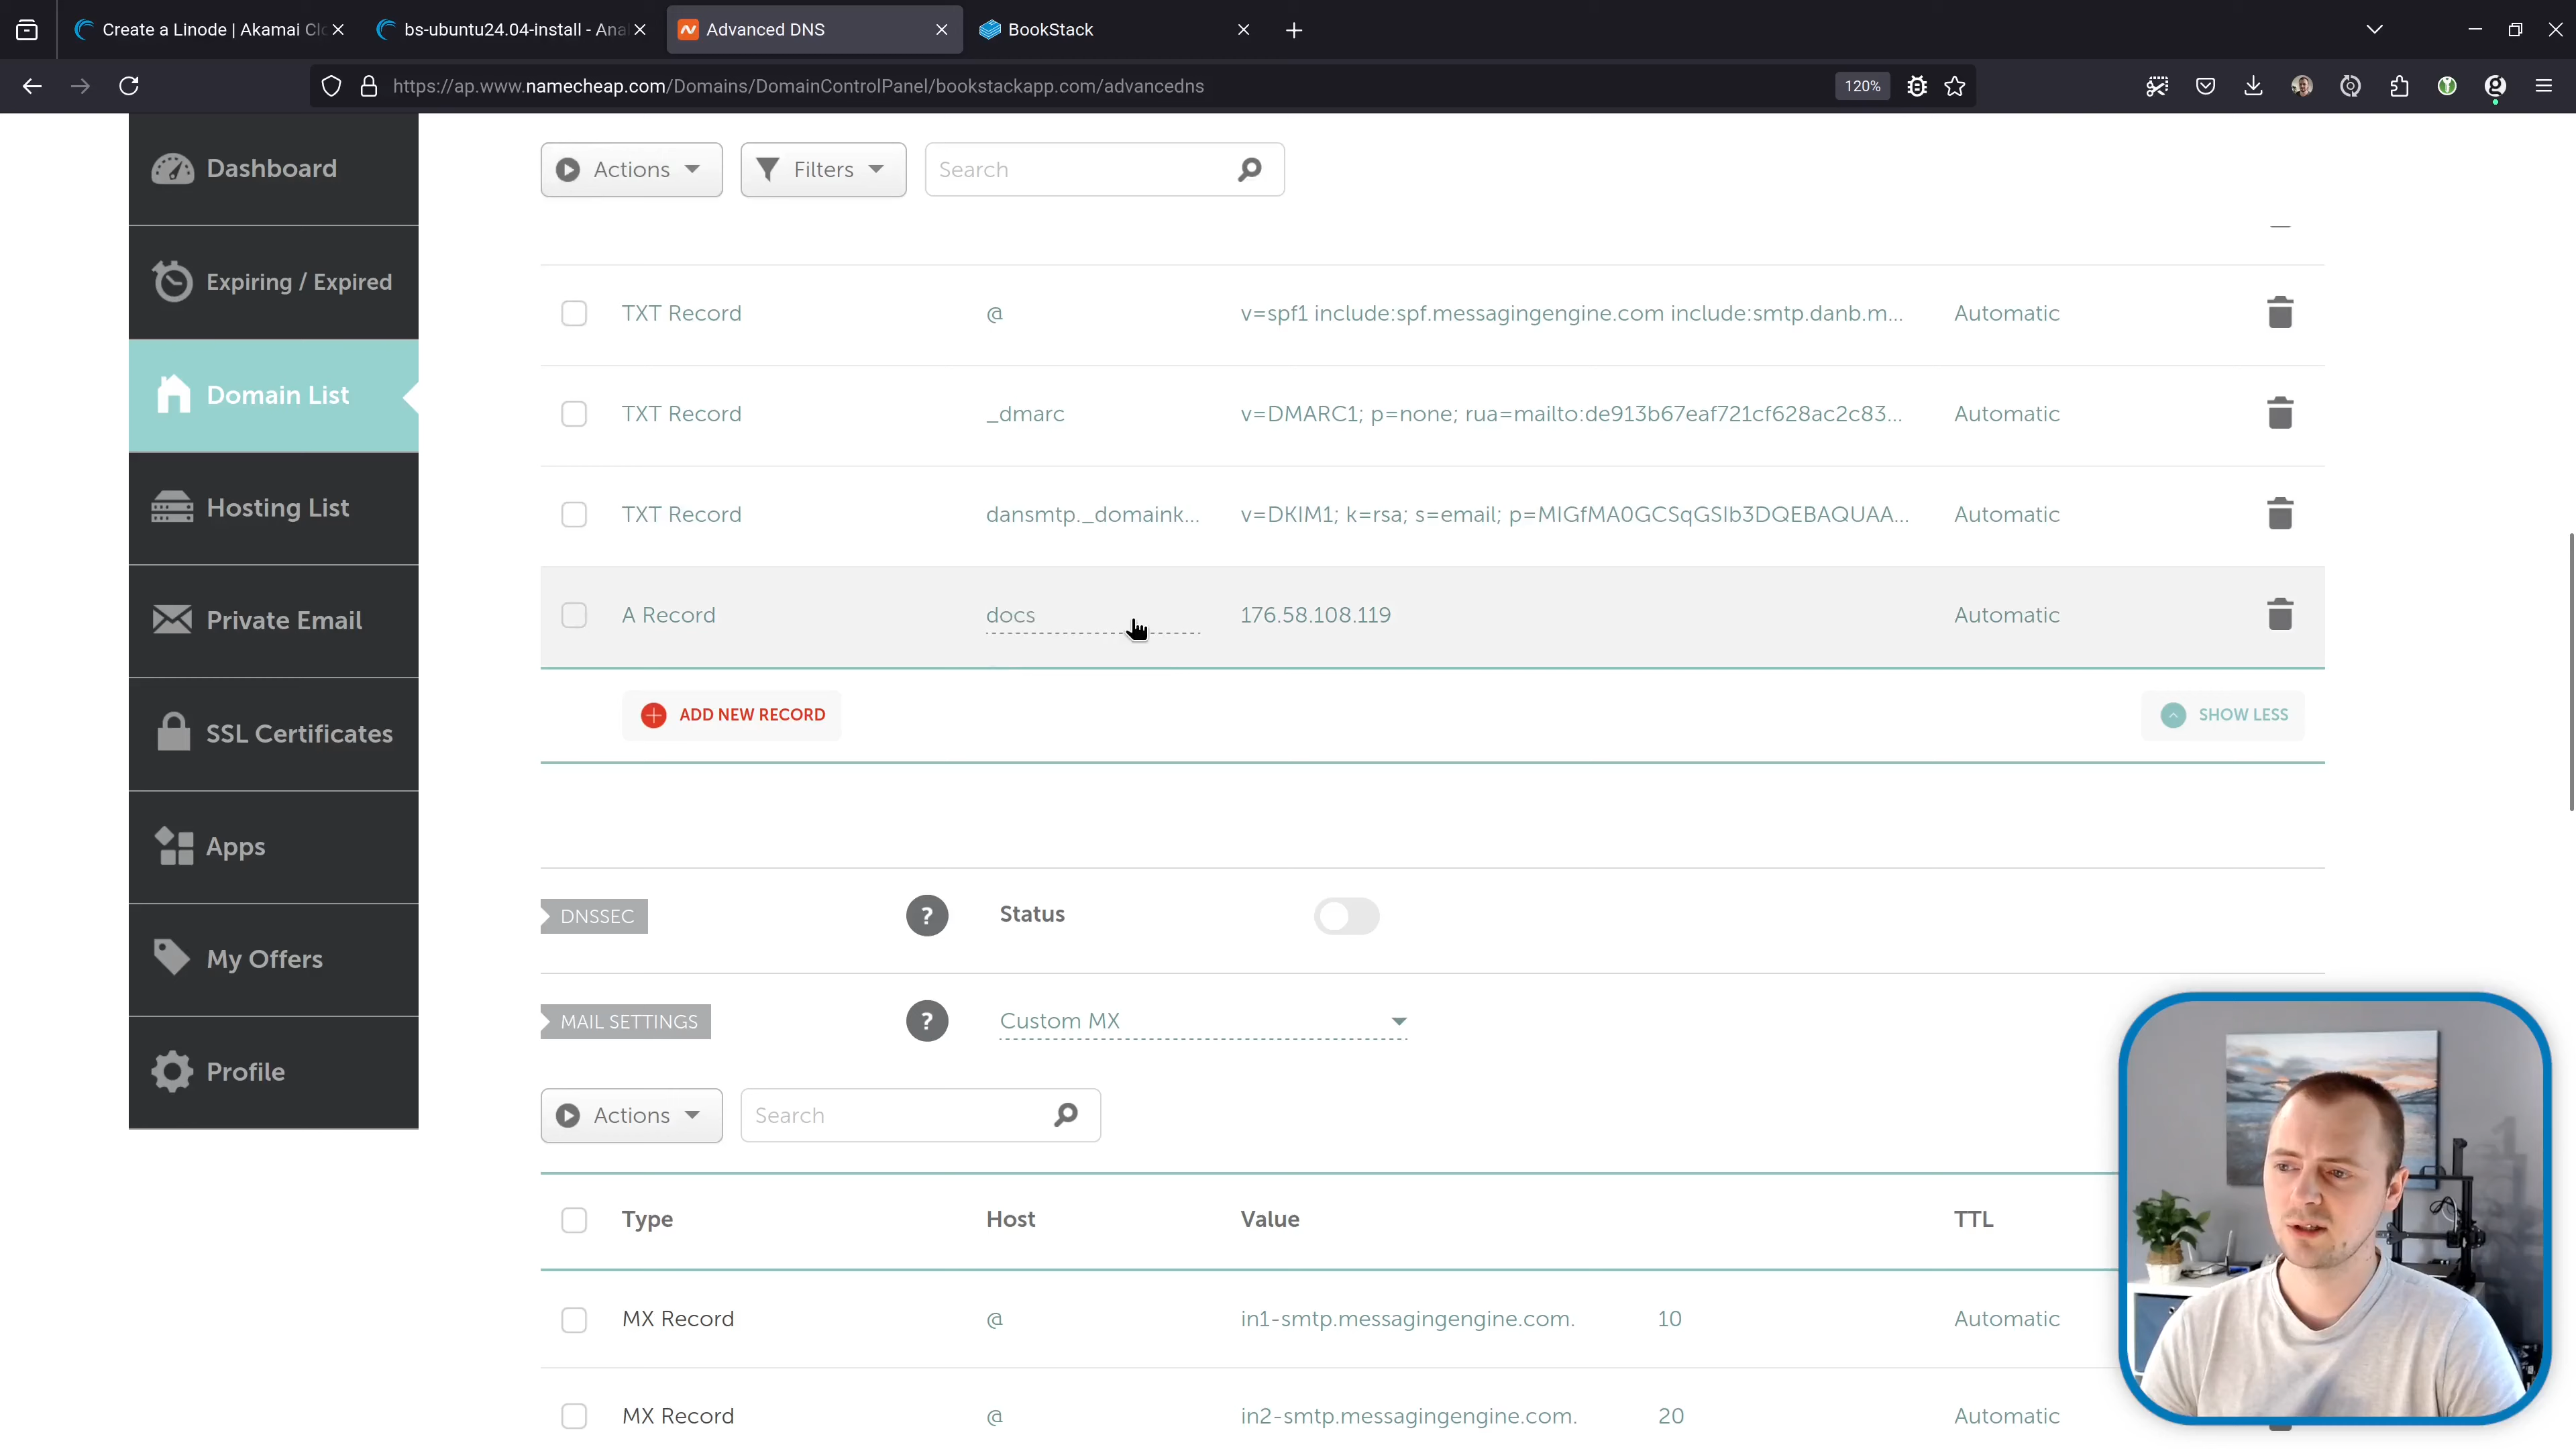 Create a Linode | Akamai Cl
bs-ubuntu24.04-install - Anal
Advanced DNS
BookStack
https://ap.www.namecheap.com/Domains/DomainControlPanel/bookstackapp.com/advanceddns
120%
Dashboard
Expiring / Expired
Domain List
Hosting List
Private Email
SSL Certificates
Apps
My Offers
Profile
Actions
Filters
Search
TXT Record @ v=spf1 include:spf.messagingengine.com include:smtp.danb.m... Automatic
TXT Record _dmarc v=DMARC1; p=none; rua=mailto:de913b67eaf721cf628ac2c83... Automatic
TXT Record dansmtp._domaink... v=DKIM1; k=rsa; s=email; p=MIGfMA0GCSqGSIb3DQEBAQUAA... Automatic
A Record docs 176.58.108.119 Automatic
ADD NEW RECORD
SHOW LESS
DNSSEC ? Status
MAIL SETTINGS ? Custom MX
Actions
Search
Type Host Value TTL
MX Record @ in1-smtp.messagingengine.com. 10 Automatic
MX Record @ in2-smtp.messagingengine.com. 20 Automatic